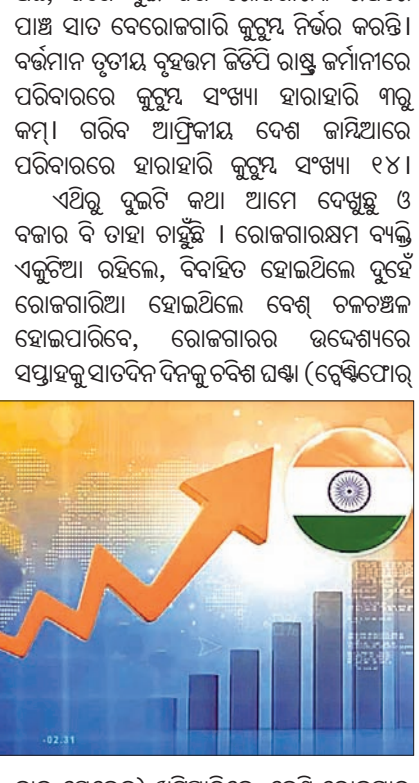 ପାଞ୍ଚ ସାତ ବେରୋଜଗାରି କୁଟୁମ୍ବ ନିର୍ଭର କରନ୍ତି।
ବର୍ତ୍ତମାନ ତୃତୀୟ ବୃହତ୍ତମ ଜିଡିପି ରାଷ୍ଟ୍ର ଜର୍ମାନୀରେ
ପରିବାରରେ କୁଟୁମ୍ବ ସଂଖ୍ୟା ହାରାହାରି ୩ରୁ
କମ୍। ଗରିବ ଆଫ୍ରିକୀୟ ଦେଶ ଜାମ୍ବିଆରେ
ପରିବାରରେ ହାରାହାରି କୁଟୁମ୍ବ ସଂଖ୍ୟା ୧୪।
ଏଥିରୁ ଦୁଇଟି କଥା ଆମେ ଦେଖୁଛୁ ଓ
ବଜାର ବି ତାହା ଚାହୁଁଛି । ରୋଜଗାରକ୍ଷମ ବ୍ୟକ୍ତି
ଏକୁଟିଆ ରହିଲେ, ବିବାହିତ ହୋଇଥିଲେ ଦୁହେଁ
ରୋଜଗାରିଆ ହୋଇଥିଲେ ବେଶ୍ ଚଳଚଞ୍ଚଳ
ହୋଇପାରିବେ, ରୋଜଗାରର ଉଦ୍ଦେଶ୍ୟରେ
ସପ୍ତାହକୁ ସାତଦିନ ଦିନକୁ ଚବିଶ ଘଣ୍ଟା (ଟ୍ୱେଣ୍ଟିଫୋର୍
-02.31